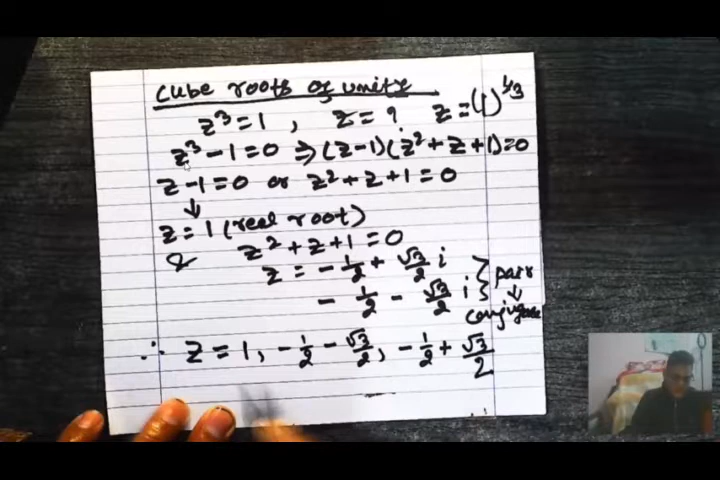 Cube roots of unity
z³ = 1 , z = ? z = (1)^1/3
z³ − 1 = 0 ⇒ (z−1)(z² + z + 1) = 0
z − 1 = 0 or z² + z + 1 = 0
↓
z = 1 (real root)
& z² + z + 1 = 0
z = −1/2 + √3/2 i
−1/2 − √3/2 i } pair
↓
conjugate
∴ z = 1, −1/2 − √3/2, −1/2 + √3/2